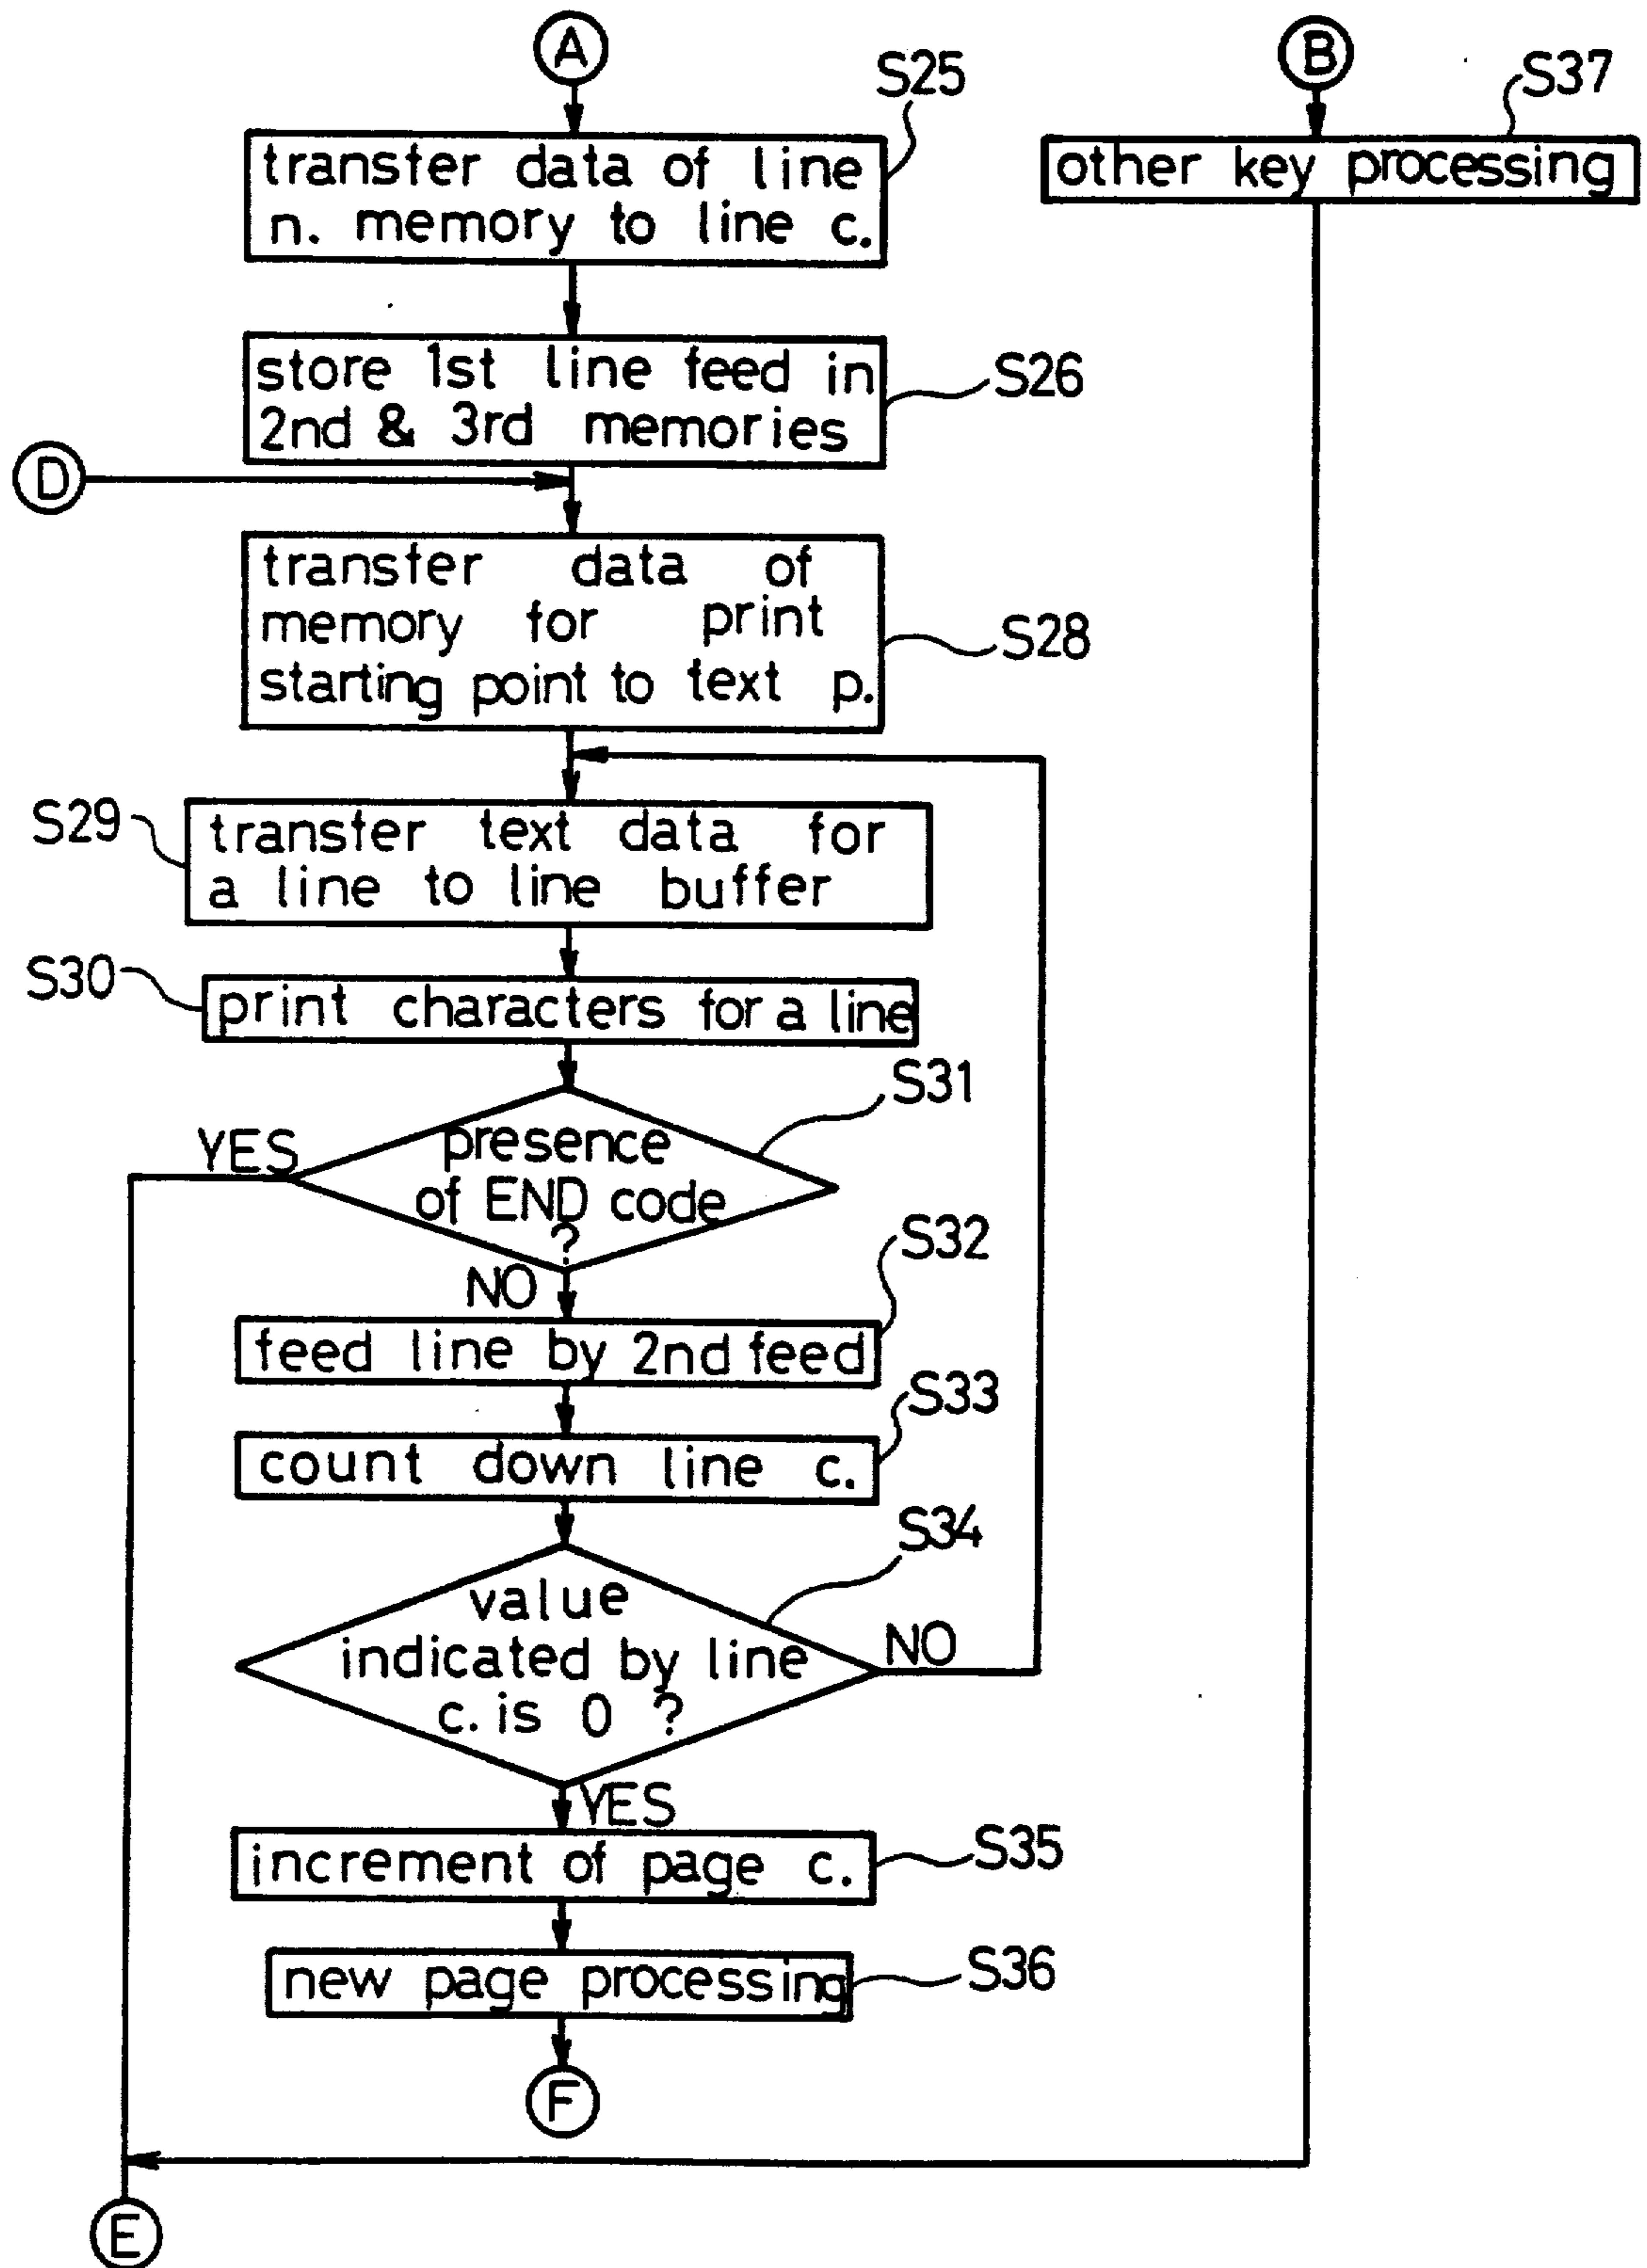 A
S25
transfer data of line
n. memory to line c.
B
S37
other key processing
store 1st line feed in
2nd & 3rd memories
S26
D
transfer data of
memory for print
starting point to text p.
S28
S29
transfer text data for
a line to line buffer
S30
print characters for a line
S31
YES
presence
of END code
?
NO
S32
feed line by 2nd feed
S33
count down line c.
S34
value
indicated by line
c. is 0 ?
NO
YES
increment of page c.
S35
new page processing
S36
F
E